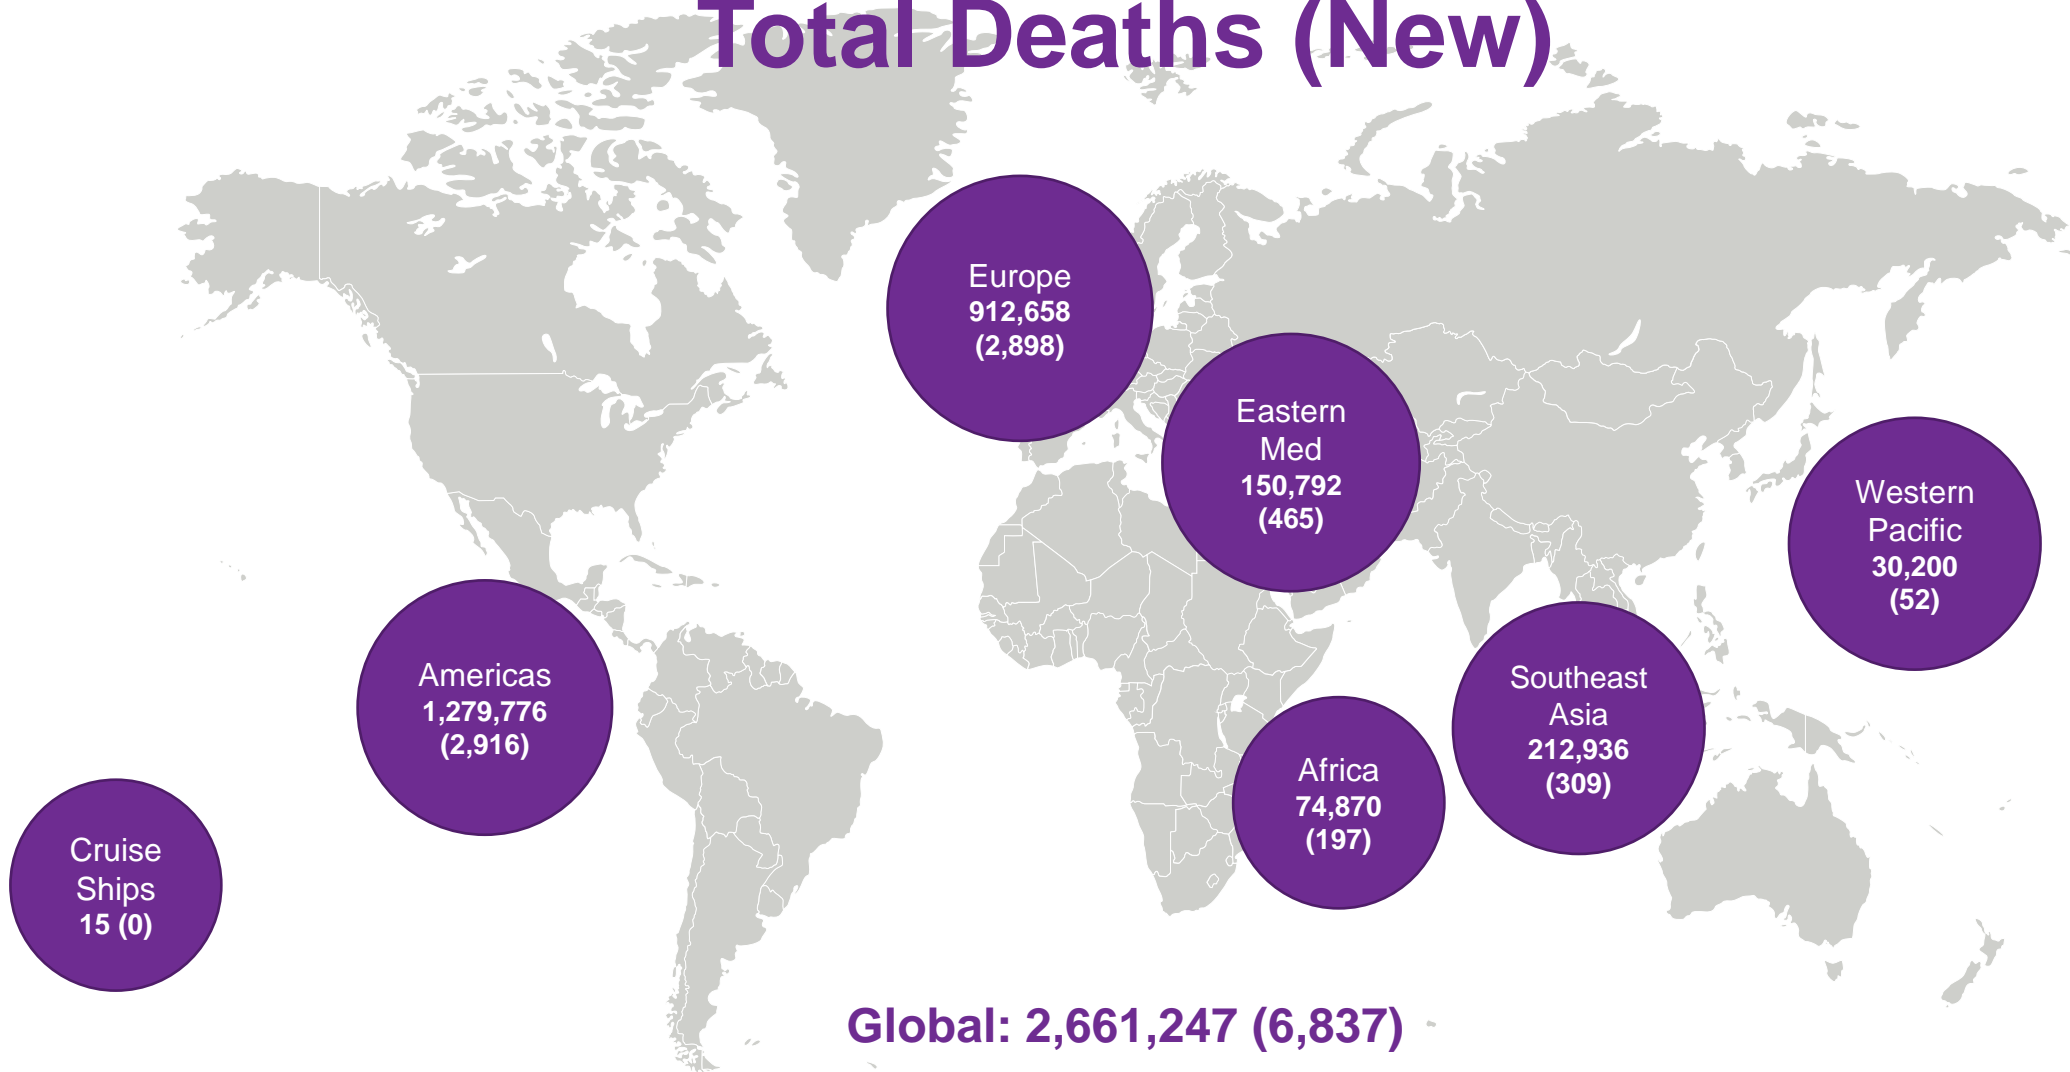 Total Deaths (New)
Europe
912,658
(2,898)
Eastern
Med
150,792
(465)
Western
Pacific
30,200
(52)
Americas
1,279,776
(2,916)
Southeast
Asia
212,936
(309)
Africa
74,870
(197)
Cruise
Ships
15 (0)
Global: 2,661,247 (6,837)